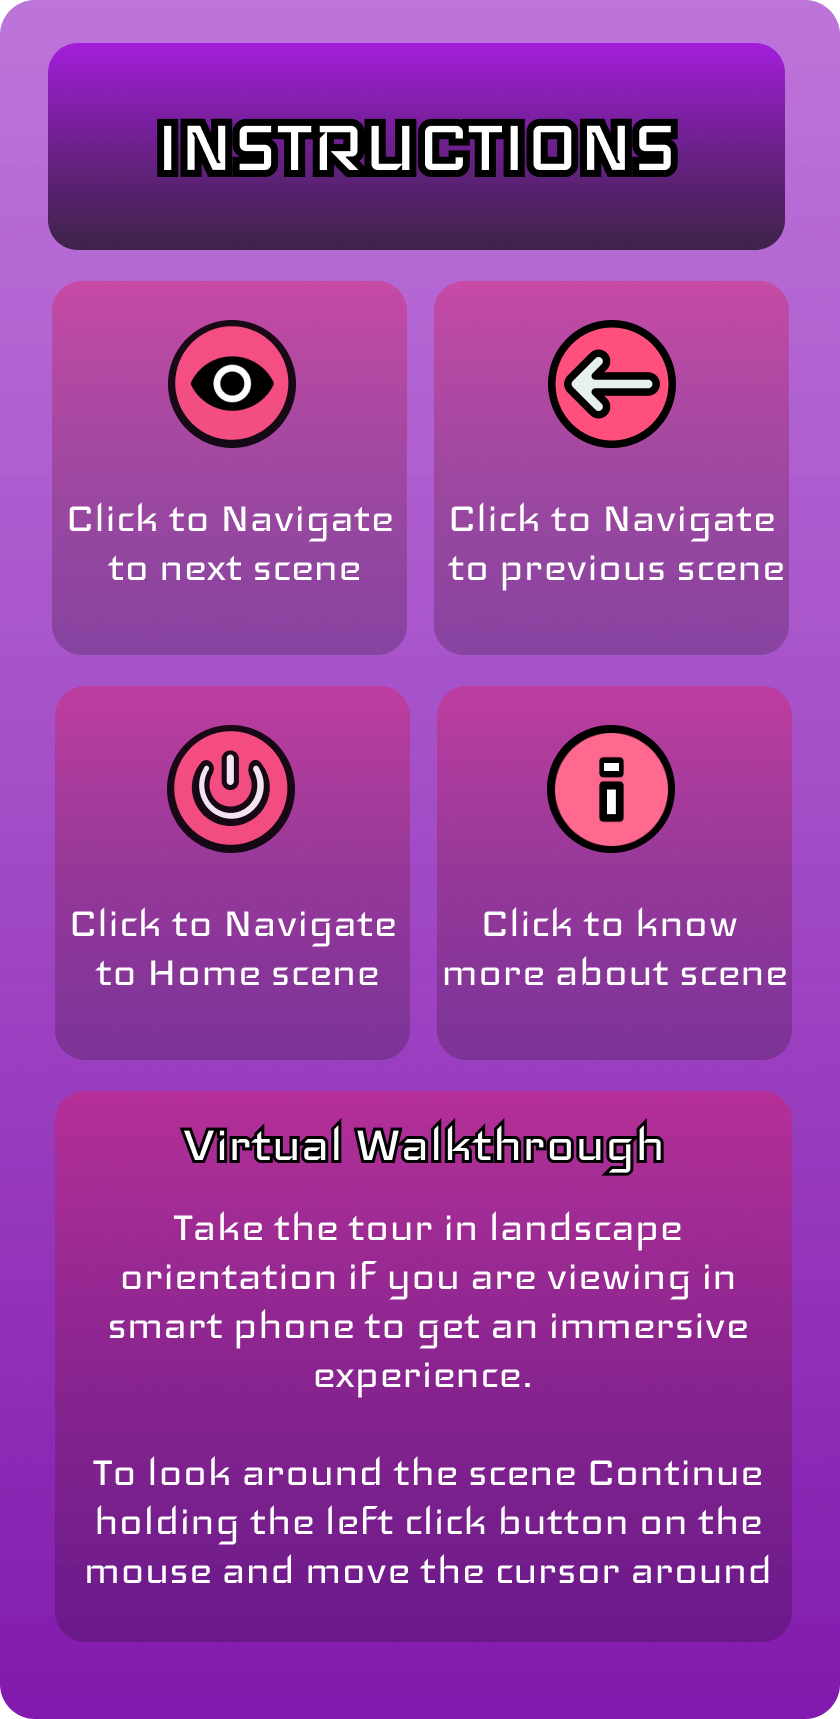 INSTRUCTIONS
Click to Navigate
to next scene
Click to Navigate
to previous scene
Click to Navigate
to Home scene
Click to know
more about scene
Virtual Walkthrough
Take the tour in landscape
orientation if you are viewing in
smart phone to get an immersive
experience.
To look around the scene Continue
holding the left click button on the
mouse and move the cursor around